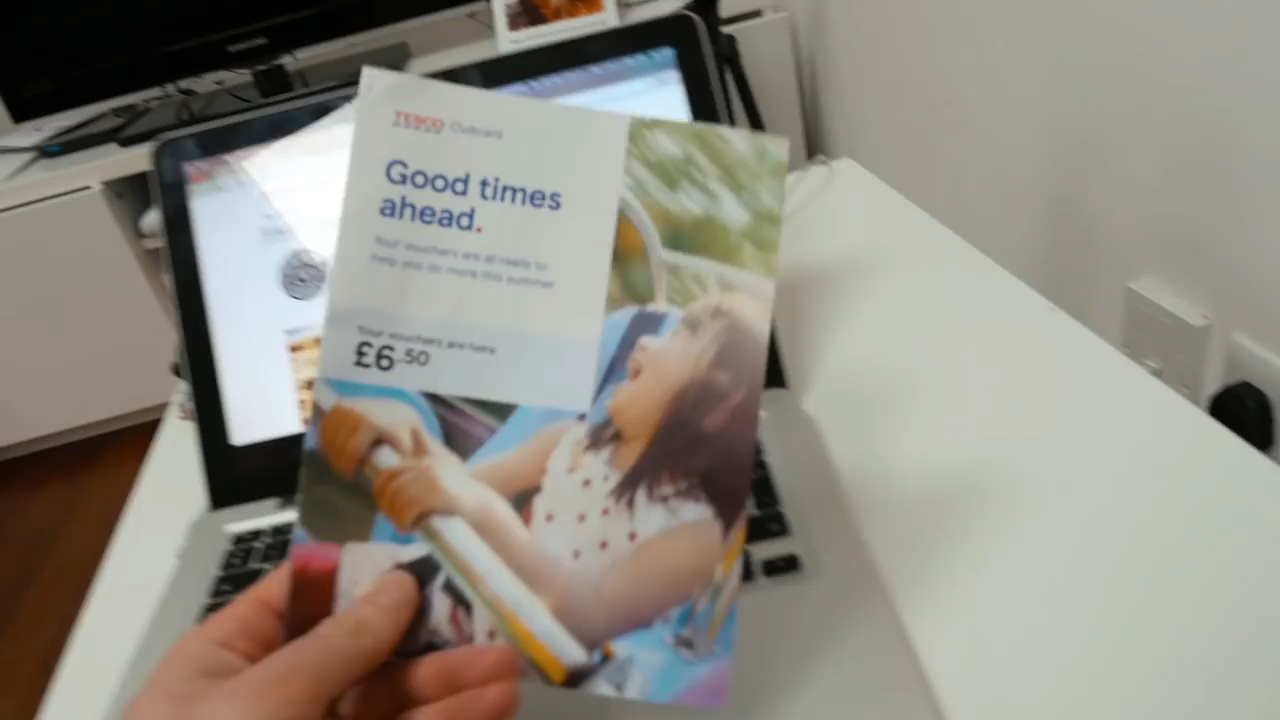 TESCO Clubcard
Good times
ahead.
Your vouchers are all ready to
help you do more this summer
Your vouchers are here
£6.50